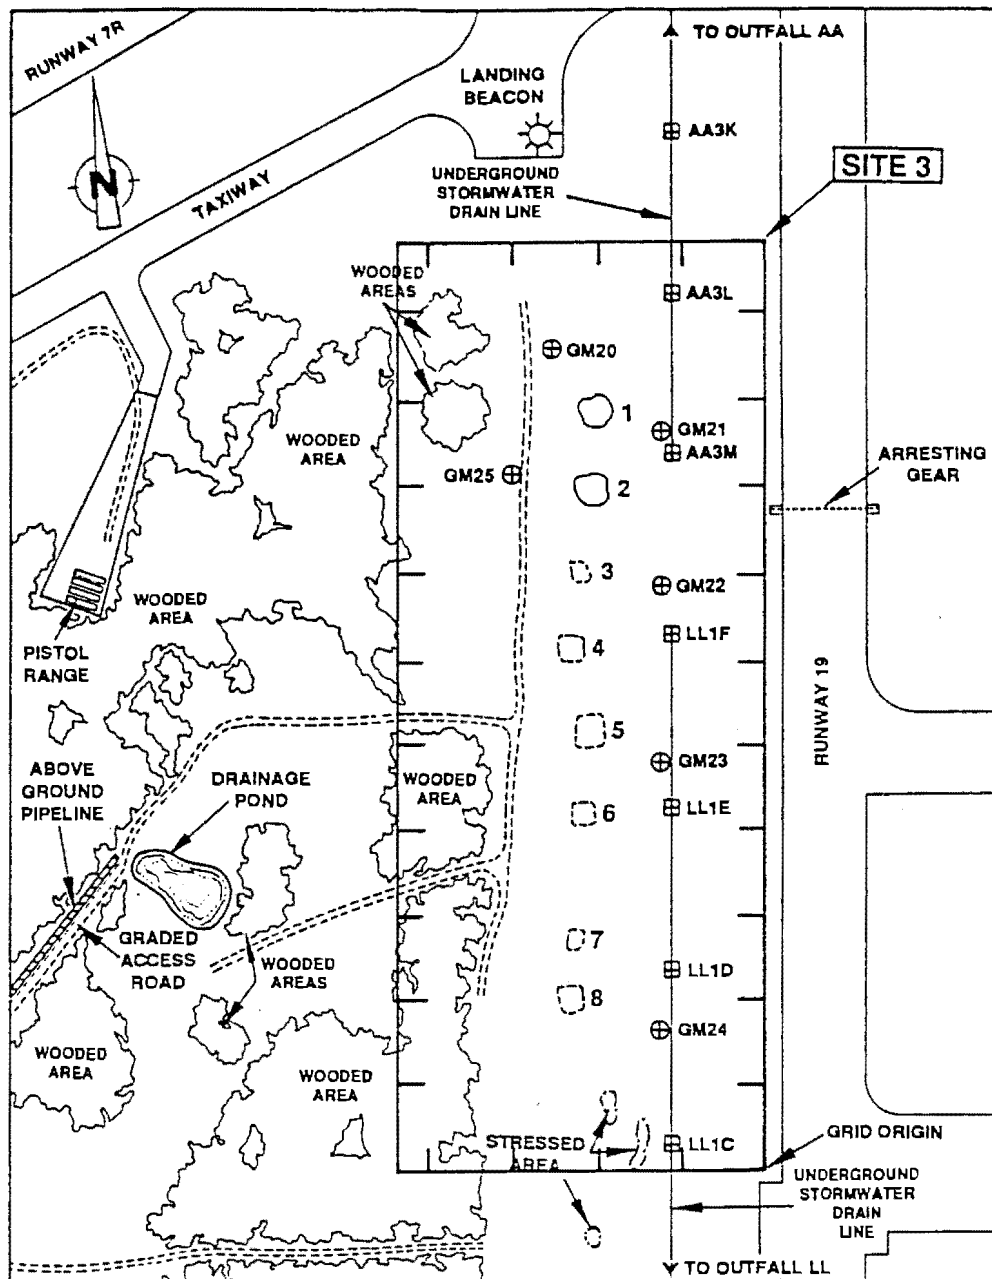 TO OUTFALL AA
RUNWAY 7R
LANDING
BEACON
AA3K
SITE 3
N
TAXIWAY
UNDERGROUND
STORMWATER
DRAIN LINE
WOODED
AREAS
AA3L
GM20
1
GM21
AA3M
WOODED
AREA
GM25
2
ARRESTING
GEAR
3
GM22
WOODED
AREA
LL1F
4
PISTOL
RANGE
RUNWAY 19
5
GM23
ABOVE
GROUND
PIPELINE
DRAINAGE
POND
WOODED
AREA
LL1E
6
GRADED
ACCESS
ROAD
7
WOODED
AREAS
LL1D
8
GM24
WOODED
AREA
WOODED
AREA
STRESSED
AREA
LL1C
GRID ORIGIN
UNDERGROUND
STORMWATER
DRAIN
LINE
TO OUTFALL LL